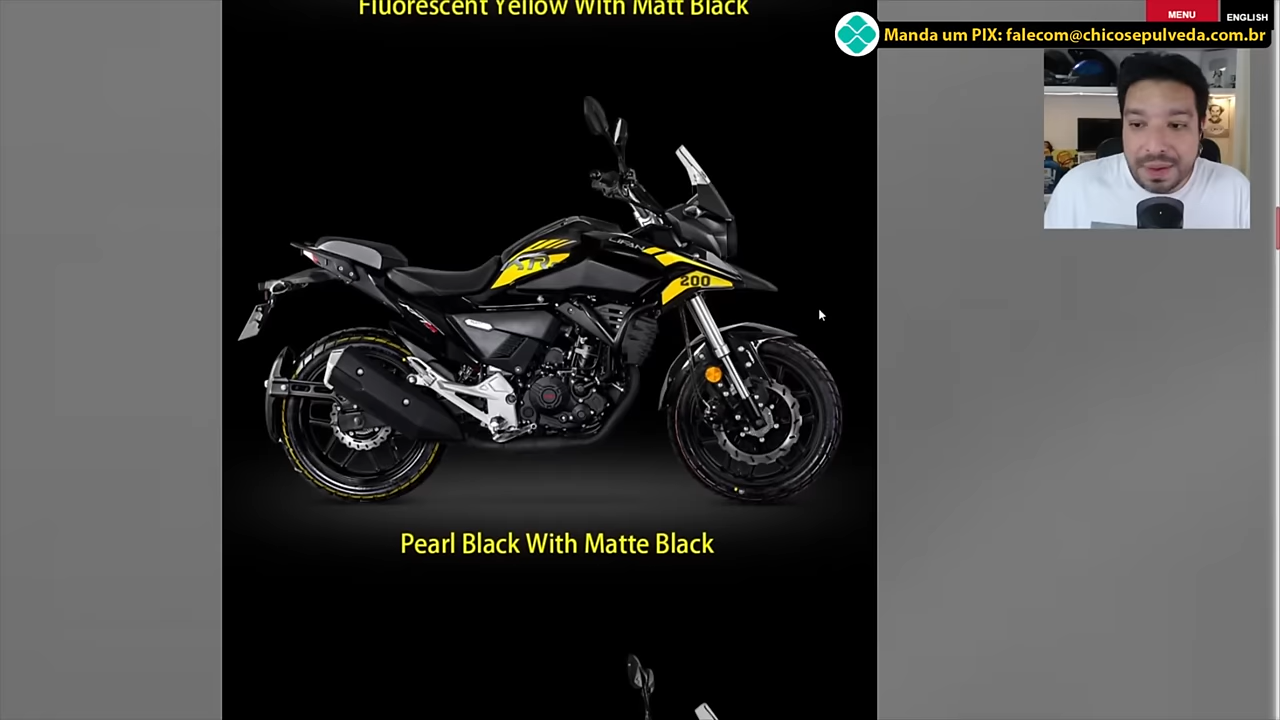 Fluorescent Yellow With Matt Black
MENU
ENGLISH
Manda um PIX: falecom@chicosepulveda.com.br
LIFAN
200
Pearl Black With Matte Black